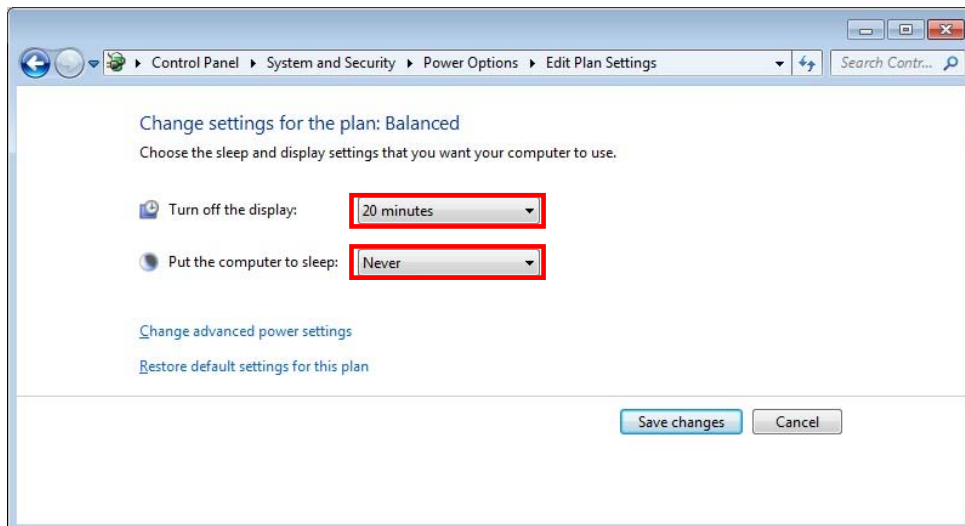 Control Panel ▸ System and Security ▸ Power Options ▸ Edit Plan Settings
Search Contr...
Change settings for the plan: Balanced
Choose the sleep and display settings that you want your computer to use.
Turn off the display: 20 minutes
Put the computer to sleep: Never
Change advanced power settings
Restore default settings for this plan
Save changes Cancel